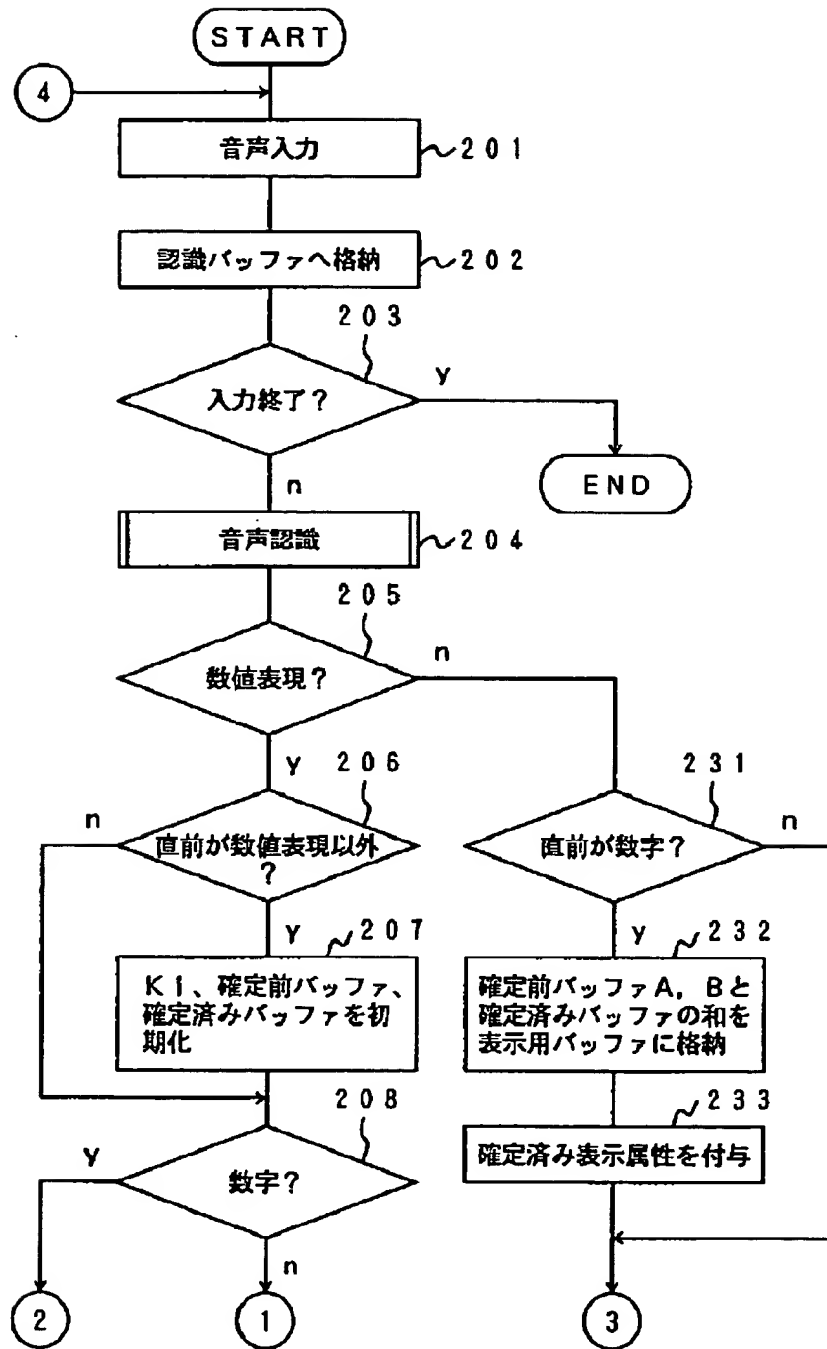 START
4
音声入力
201
認識バッファへ格納
202
203
入力終了?
y
n
END
音声認識
204
205
数値表現?
n
y
206
直前が数値表現以外
?
n
y
207
K1、確定前バッファ、
確定済みバッファを初
期化
208
数字?
y
n
231
直前が数字?
n
y
232
確定前バッファA, Bと
確定済みバッファの和を
表示用バッファに格納
233
確定済み表示属性を付与
2
1
3